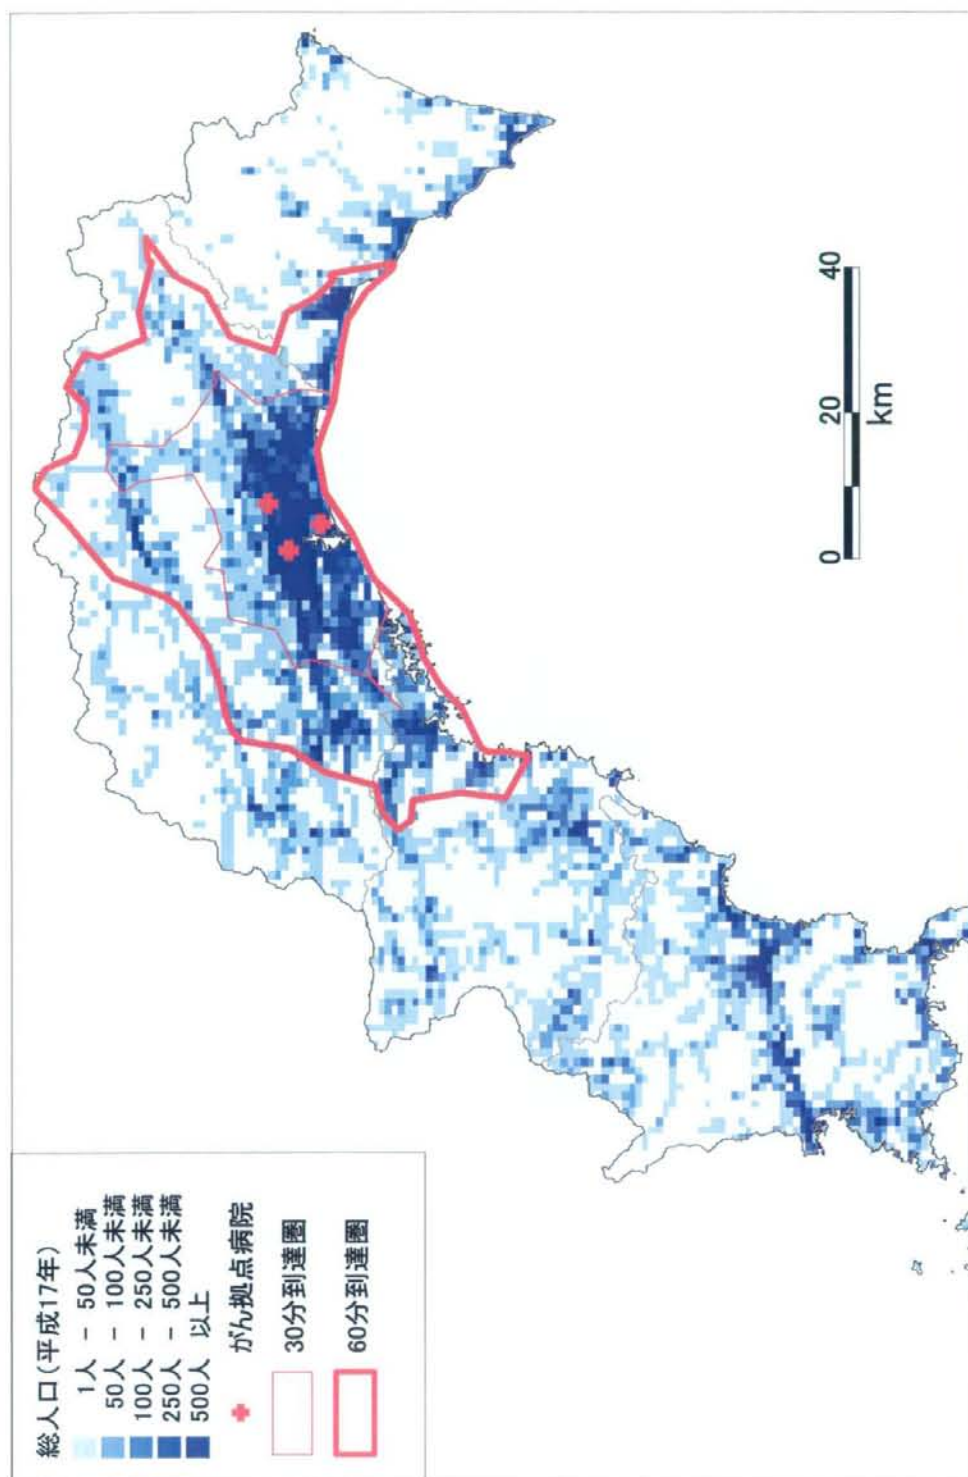 総人口(平成17年)
1人 － 50人未満
50人 － 100人未満
100人 － 250人未満
250人 － 500人未満
500人 以上
がん拠点病院
30分到達圏
60分到達圏
0 20 40
km